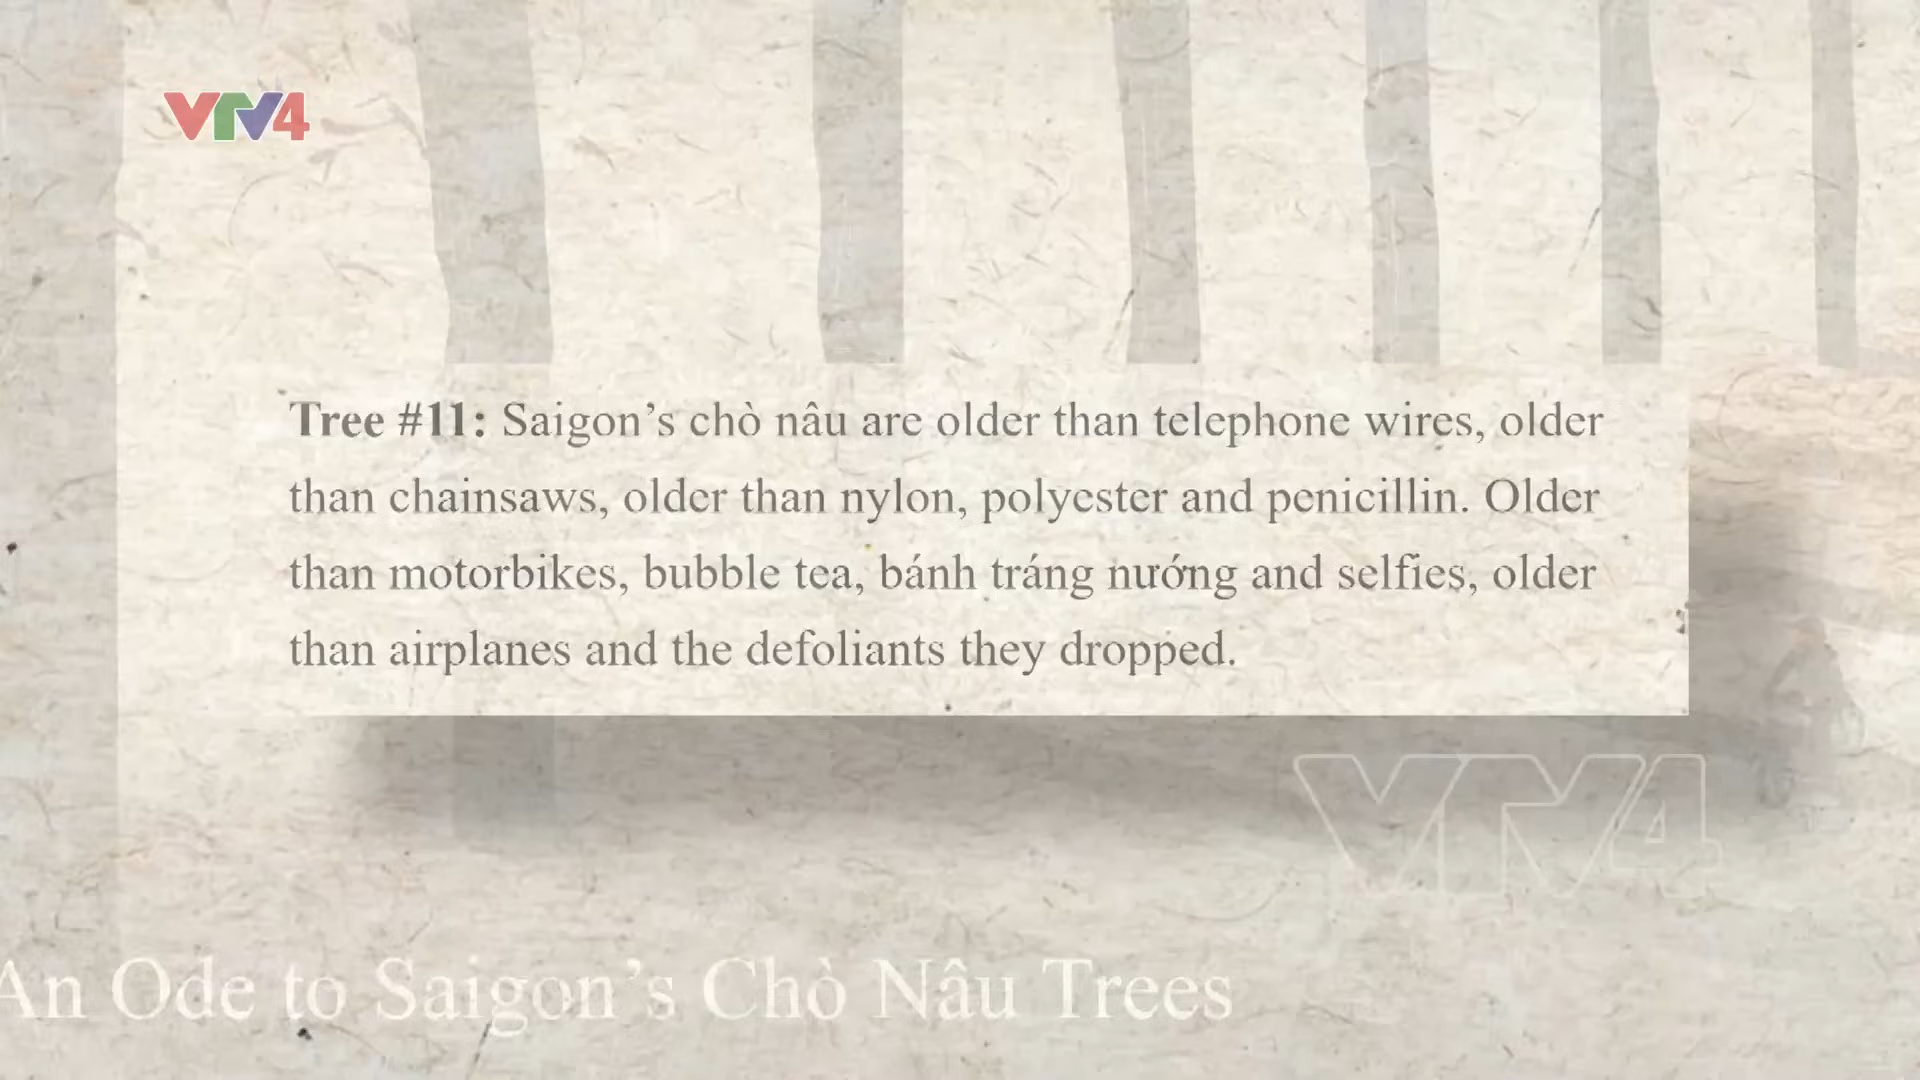 VTV4
Tree #11: Saigon’s chò nâu are older than telephone wires, older
than chainsaws, older than nylon, polyester and penicillin. Older
than motorbikes, bubble tea, bánh tráng nướng and selfies, older
than airplanes and the defoliants they dropped.
VTV4
An Ode to Saigon’s Chò Nâu Trees